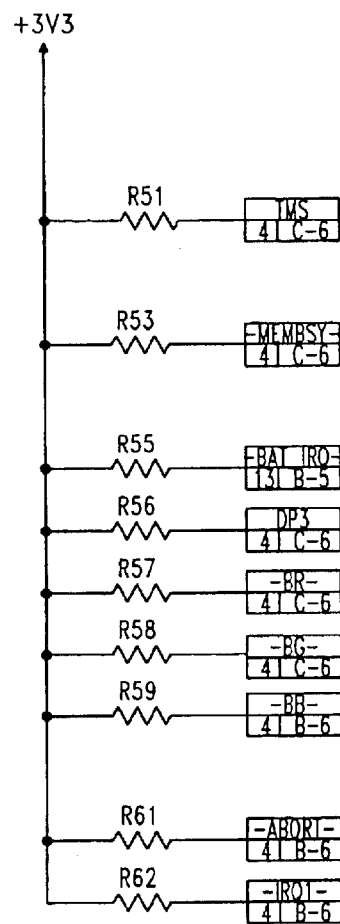 +3V3
R51
TMS
4 C-6
R53
-MEMBSY-
4 C-6
R55
-BAT IRQ-
13 B-5
R56
DP3
4 C-6
R57
-BR-
4 C-6
R58
-BG-
4 C-6
R59
-BB-
4 B-6
R61
-ABORT-
4 B-6
R62
-IRQ1-
4 B-6